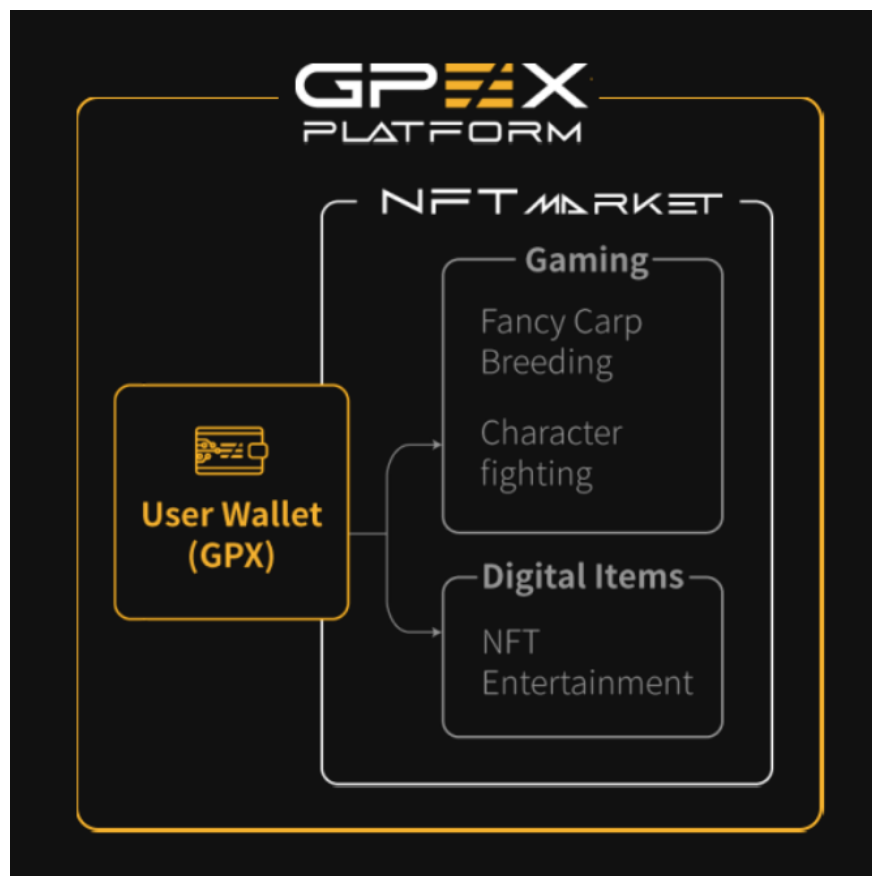 GPEX
PLATFORM
NFT MARKET
Gaming
Fancy Carp
Breeding
Character
fighting
User Wallet
(GPX)
Digital Items
NFT
Entertainment